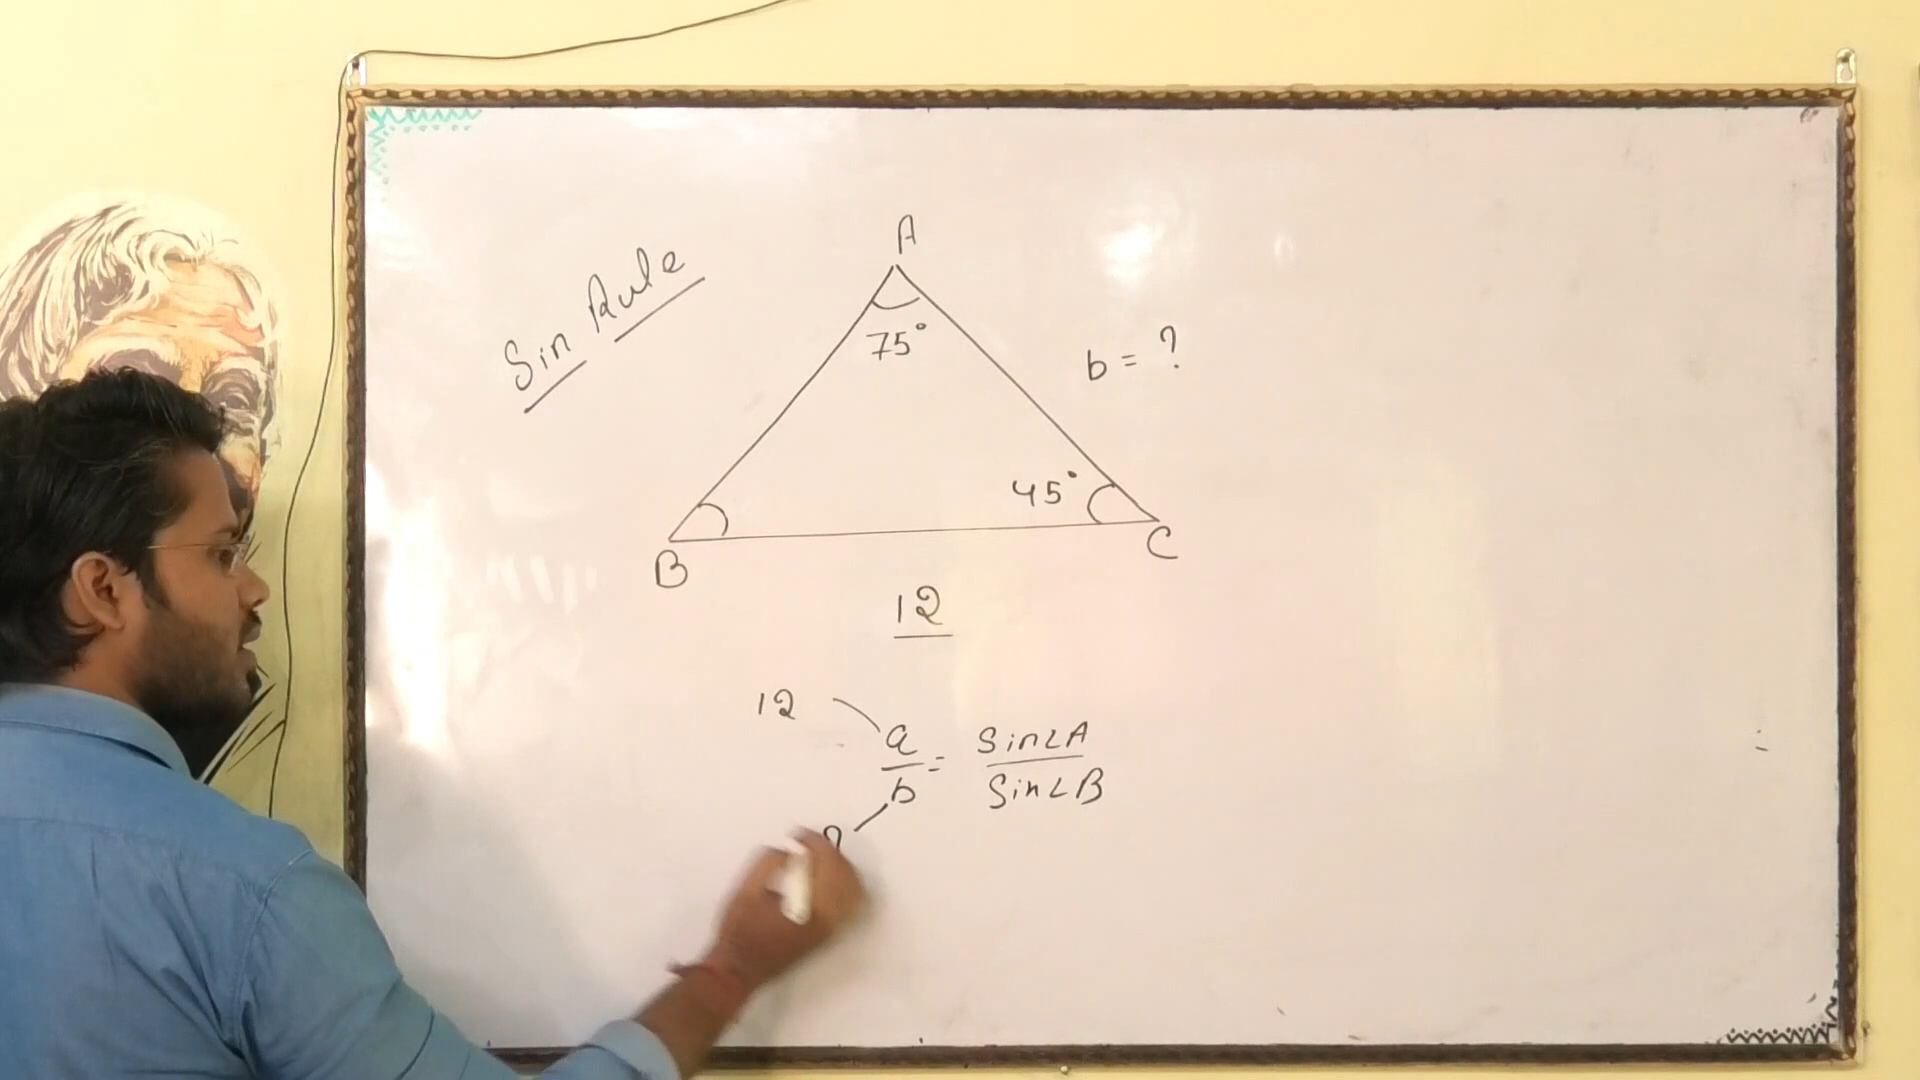 Sin Rule
A
75°
b = ?
45°
B
C
12
12
a/b = Sin∠A/Sin∠B
?